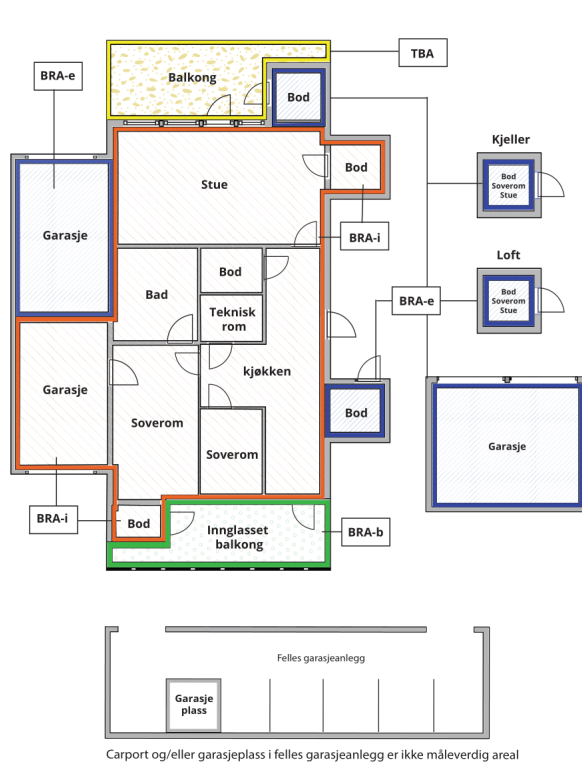 TBA
BRA-e
Balkong
Bod
Kjeller
Bod
Bod
Soverom
Stue
Stue
Garasje
BRA-i
Loft
Bod
Bad
Bod
Soverom
Stue
BRA-e
Teknisk
rom
Garasje
kjøkken
Bod
Soverom
Garasje
Soverom
BRA-i
Bod
Innglasset
balkong
BRA-b
Felles garasjeanlegg
Garasje
plass
Carport og/eller garasjeplass i felles garasjeanlegg er ikke måleverdig areal